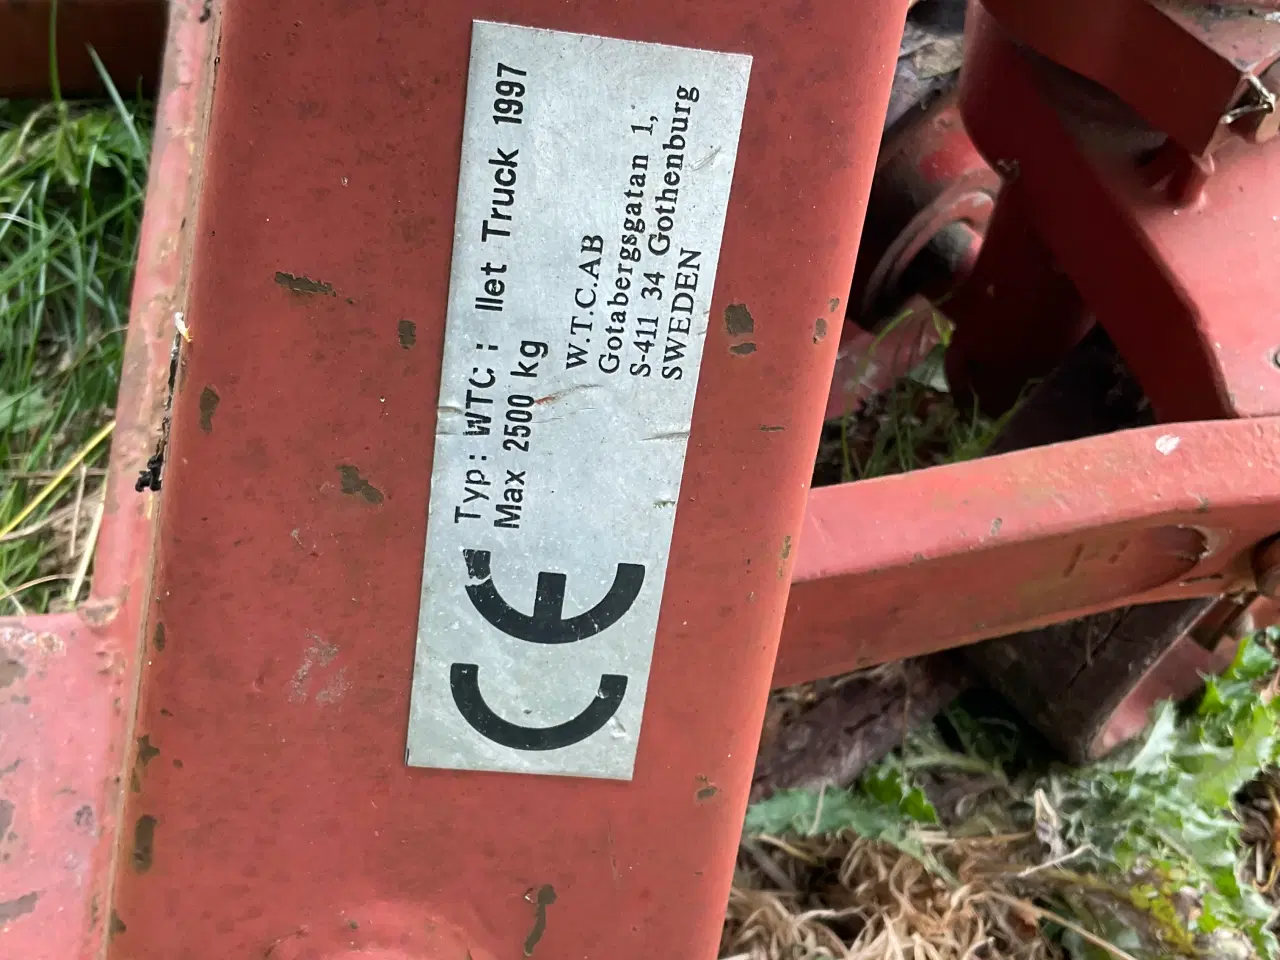 CE
Typ: WTC: llet Truck 1997
Max 2500 kg
W.T.C.AB
Gotabergsgatan 1,
S-411 34 Gothenburg
SWEDEN